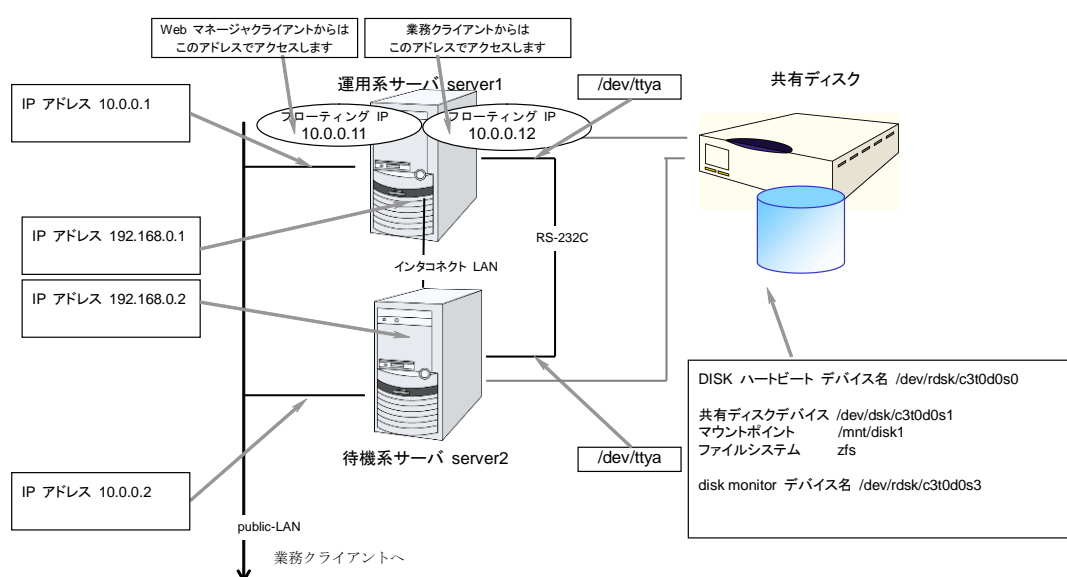 Web マネージャクライアントからは
このアドレスでアクセスします
業務クライアントからは
このアドレスでアクセスします
運用系サーバ server1
/dev/ttya
共有ディスク
IP アドレス 10.0.0.1
フローティング IP
10.0.0.11
フローティング IP
10.0.0.12
IP アドレス 192.168.0.1
RS-232C
インタコネクト LAN
IP アドレス 192.168.0.2
DISK ハートビート デバイス名 /dev/rdsk/c3t0d0s0
共有ディスクデバイス /dev/dsk/c3t0d0s1
マウントポイント /mnt/disk1
ファイルシステム zfs
disk monitor デバイス名 /dev/rdsk/c3t0d0s3
待機系サーバ server2
/dev/ttya
IP アドレス 10.0.0.2
public-LAN
業務クライアントへ